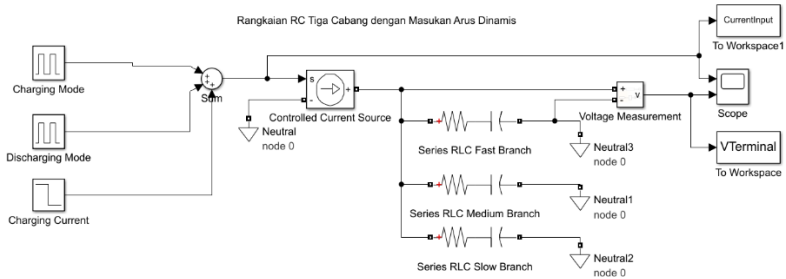 Rangkaian RC Tiga Cabang dengan Masukan Arus Dinamis
CurrentInput
To Workspace1
Charging Mode
+
+
+
Sum
s
-
+
Controlled Current Source
Neutral
node 0
+
-
v
Voltage Measurement
Scope
Discharging Mode
+
Series RLC Fast Branch
Neutral3
node 0
VTerminal
To Workspace
Charging Current
+
Series RLC Medium Branch
Neutral1
node 0
+
Series RLC Slow Branch
Neutral2
node 0